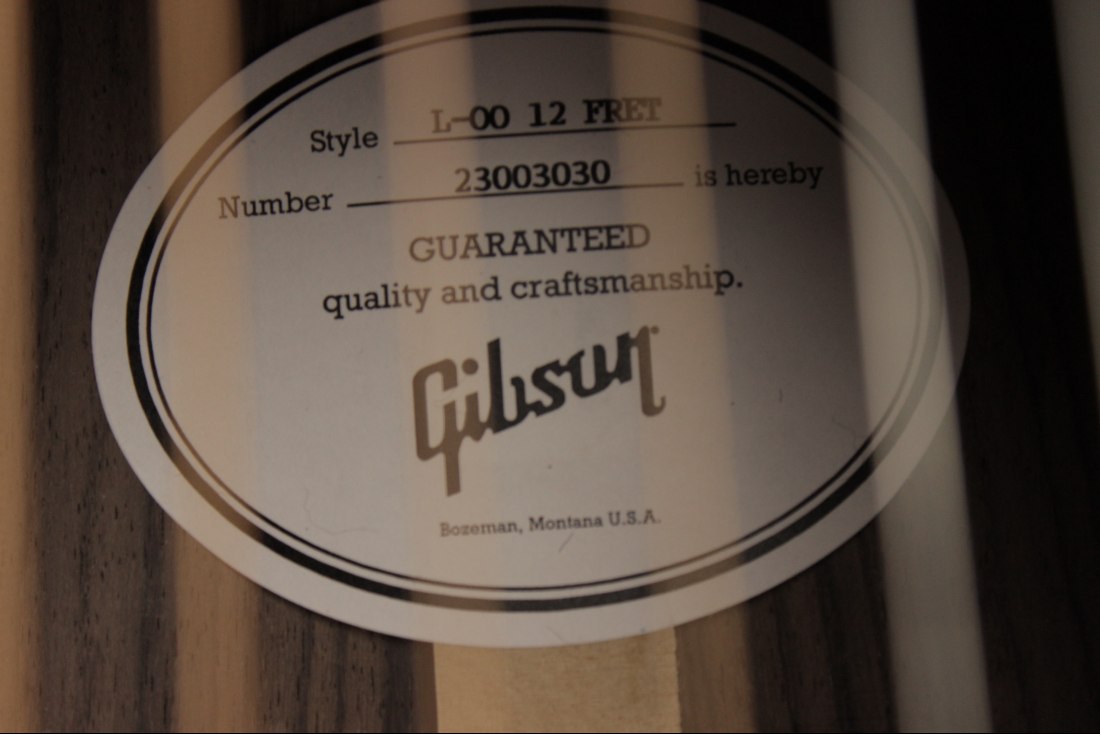 Style L-00 12 FRET
Number 23003030 is hereby
GUARANTEED
quality and craftsmanship.
Gibson
Bozeman, Montana U.S.A.